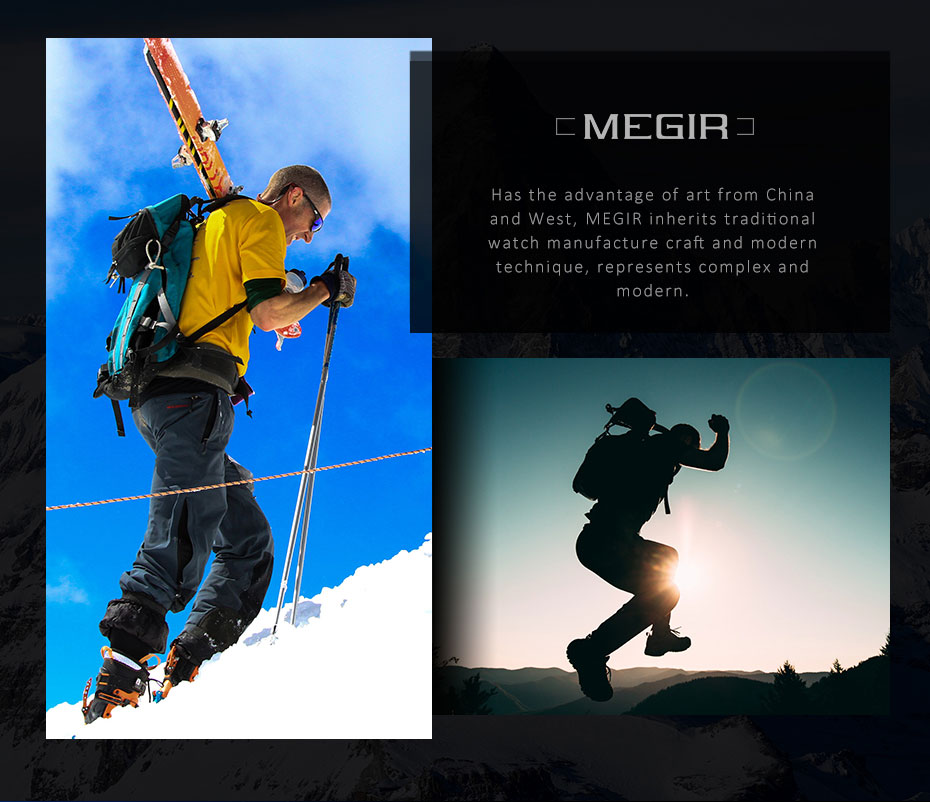 MEGIR
Has the advantage of art from China
and West, MEGIR inherits traditional
watch manufacture craft and modern
technique, represents complex and
modern.